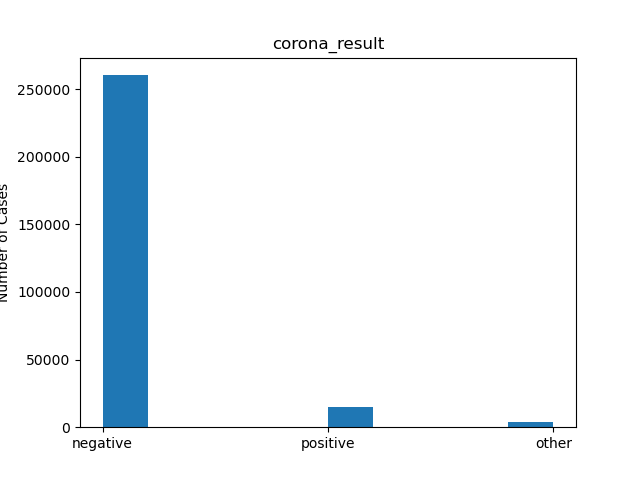 corona_result
Number of Cases
250000
200000
150000
100000
50000
0
negative positive other